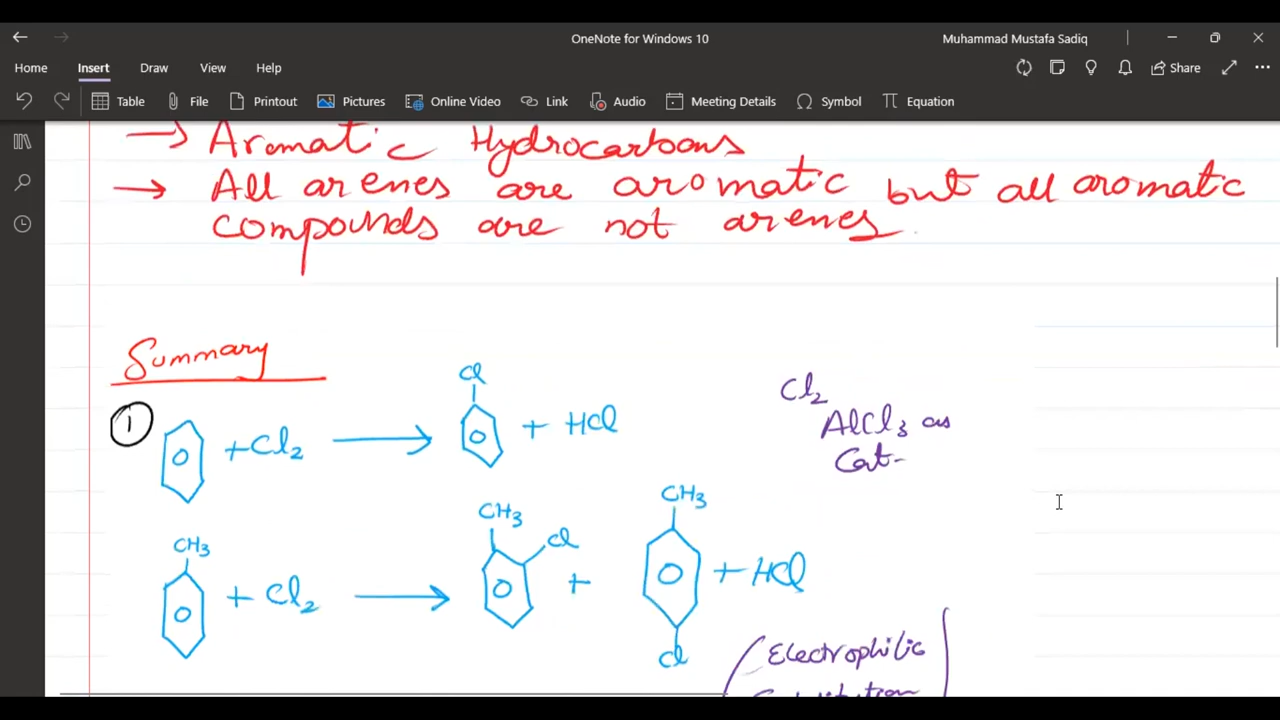 OneNote for Windows 10
Muhammad Mustafa Sadiq
Home Insert Draw View Help
Share
Table File Printout Pictures Online Video Link Audio Meeting Details Symbol Equation
→ Aromatic Hydrocarbons
→ All arenes are aromatic but all aromatic
compounds are not arenes.
Summary
Cl
① + Cl2 → + HCl
Cl2
AlCl3 as
Cat-
CH3 CH3 CH3
Cl
+ Cl2 → + + HCl
Cl
(Electrophilic
Substitution